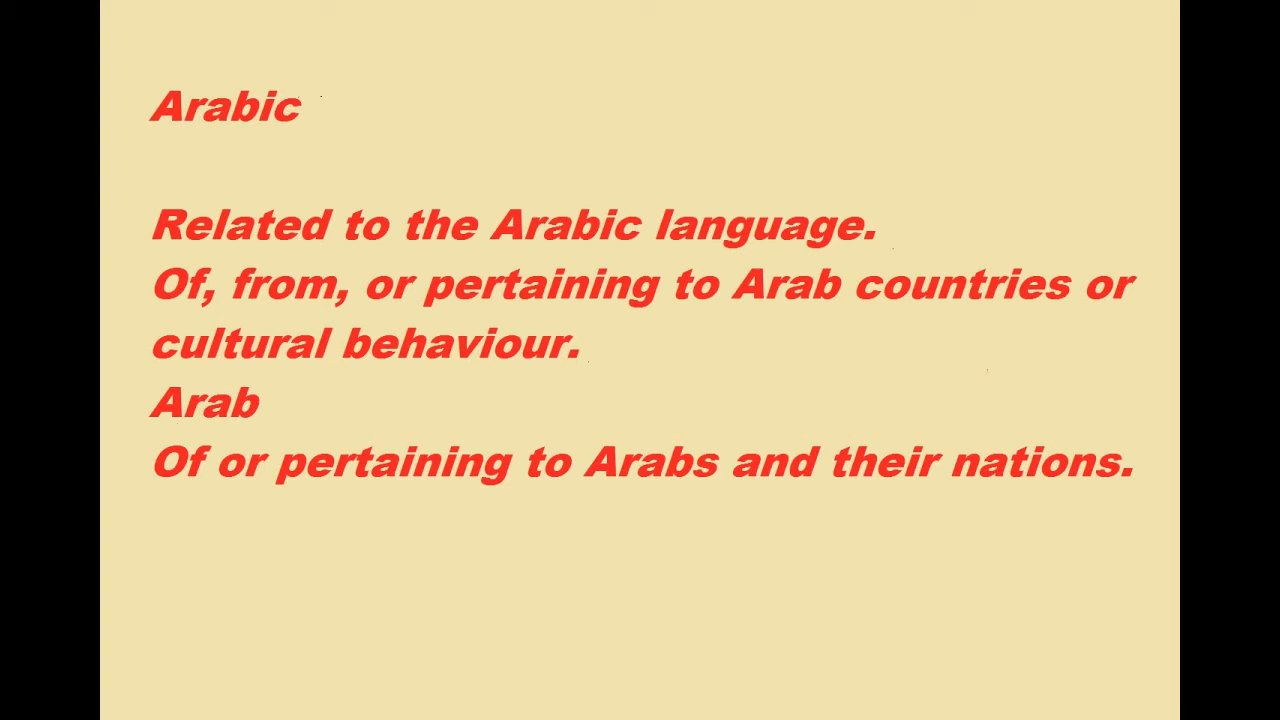 Arabic
Related to the Arabic language.
Of, from, or pertaining to Arab countries or
cultural behaviour.
Arab
Of or pertaining to Arabs and their nations.